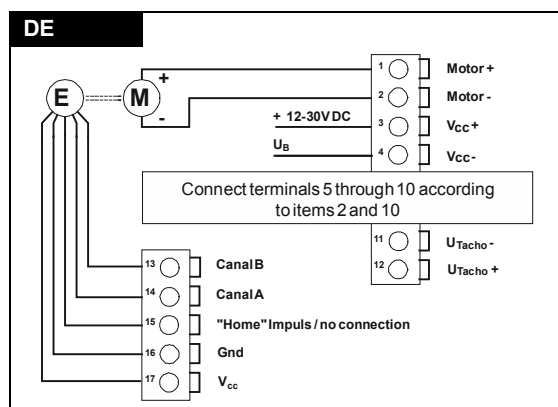 DE
1 Motor +
+
E M
2 Motor -
-
+ 12-30V DC 3 Vcc+
UB 4 Vcc-
Connect terminals 5 through 10 according
to items 2 and 10
11 UTacho -
12 UTacho +
13 Canal B
14 Canal A
15 "Home" Impuls / no connection
16 Gnd
17 Vcc